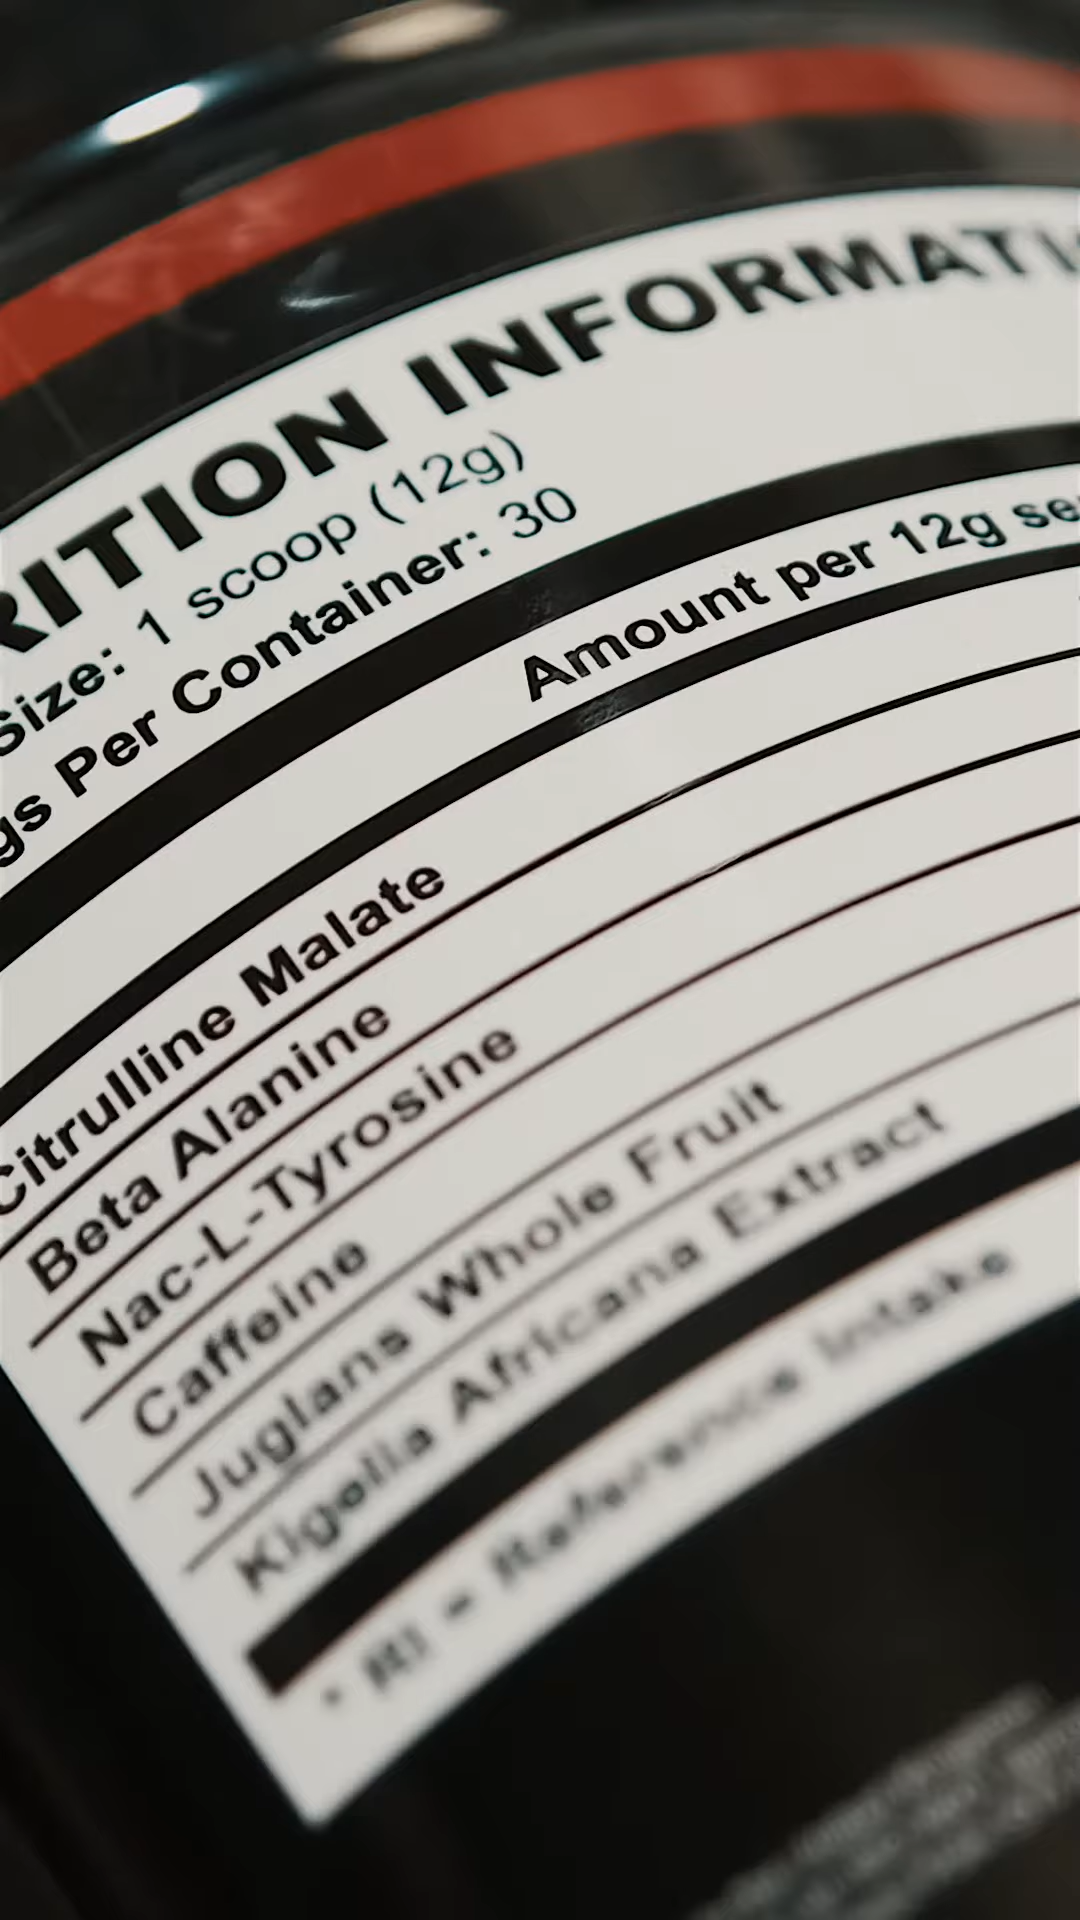 RITION INFORMATI
Size: 1 scoop (12g)
gs Per Container: 30
Amount per 12g se
Citrulline Malate
Beta Alanine
Nac-L-Tyrosine
Caffeine
Juglans Whole Fruit
Kigelia Africana Extract
* RI = Reference Intake